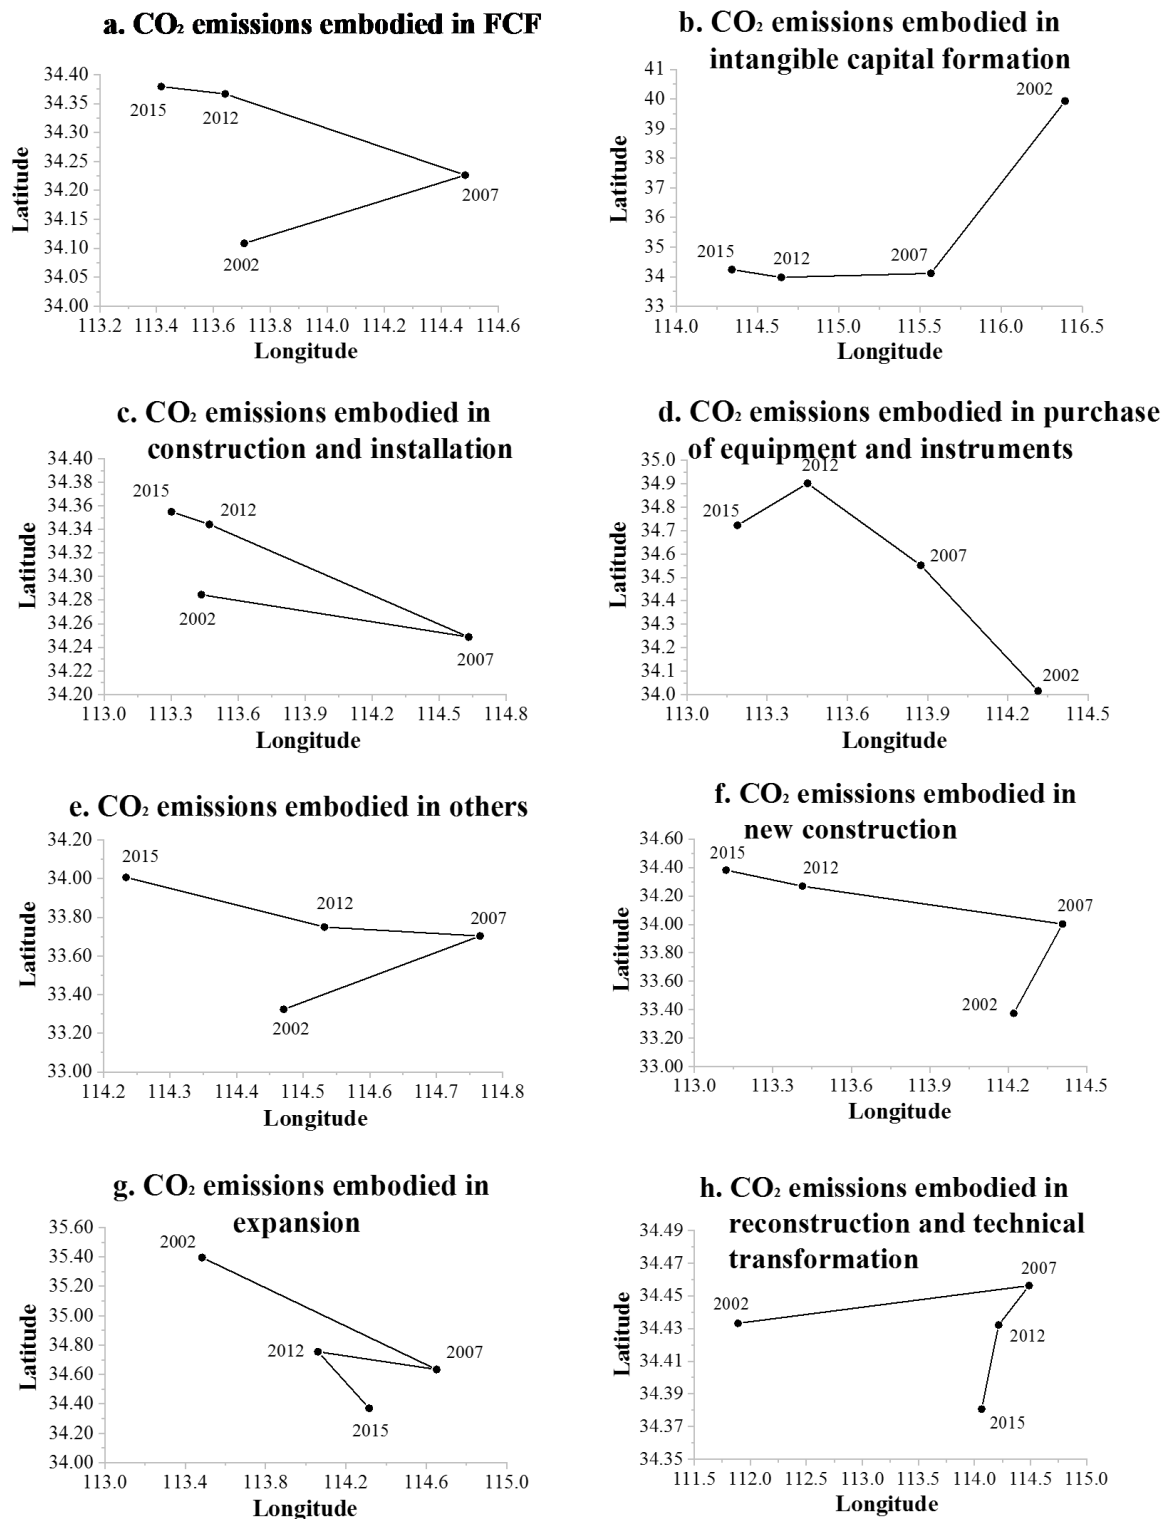 a. CO₂ emissions embodied in FCF
34.40
34.35
34.30
34.25
34.20
34.15
34.10
34.05
34.00
Latitude
2015
2012
2007
2002
113.2 113.4 113.6 113.8 114.0 114.2 114.4 114.6
Longitude
b. CO₂ emissions embodied in
intangible capital formation
41
40
39
38
37
36
35
34
33
Latitude
2002
2015
2012
2007
114.0 114.5 115.0 115.5 116.0 116.5
Longitude
c. CO₂ emissions embodied in
construction and installation
34.40
34.38
34.36
34.34
34.32
34.30
34.28
34.26
34.24
34.22
34.20
Latitude
2015
2012
2002
2007
113.0 113.3 113.6 113.9 114.2 114.6 114.8
Longitude
d. CO₂ emissions embodied in purchase
of equipment and instruments
35.0
34.9
34.8
34.7
34.6
34.5
34.4
34.3
34.2
34.1
34.0
Latitude
2012
2015
2007
2002
113.0 113.3 113.6 113.9 114.2 114.5
Longitude
e. CO₂ emissions embodied in others
34.20
34.00
33.80
33.60
33.40
33.20
33.00
Latitude
2015
2012
2007
2002
114.2 114.3 114.4 114.5 114.6 114.7 114.8
Longitude
f. CO₂ emissions embodied in
new construction
34.60
34.40
34.20
34.00
33.80
33.60
33.40
33.20
33.00
Latitude
2015
2012
2007
2002
113.0 113.3 113.6 113.9 114.2 114.5
Longitude
g. CO₂ emissions embodied in
expansion
35.60
35.40
35.20
35.00
34.80
34.60
34.40
34.20
34.00
Latitude
2002
2012
2007
2015
113.0 113.4 113.8 114.2 114.6 115.0
Longitude
h. CO₂ emissions embodied in
reconstruction and technical
transformation
34.49
34.47
34.45
34.43
34.41
34.39
34.37
34.35
Latitude
2007
2002
2012
2015
111.5 112.0 112.5 113.0 113.5 114.0 114.5 115.0
Longitude